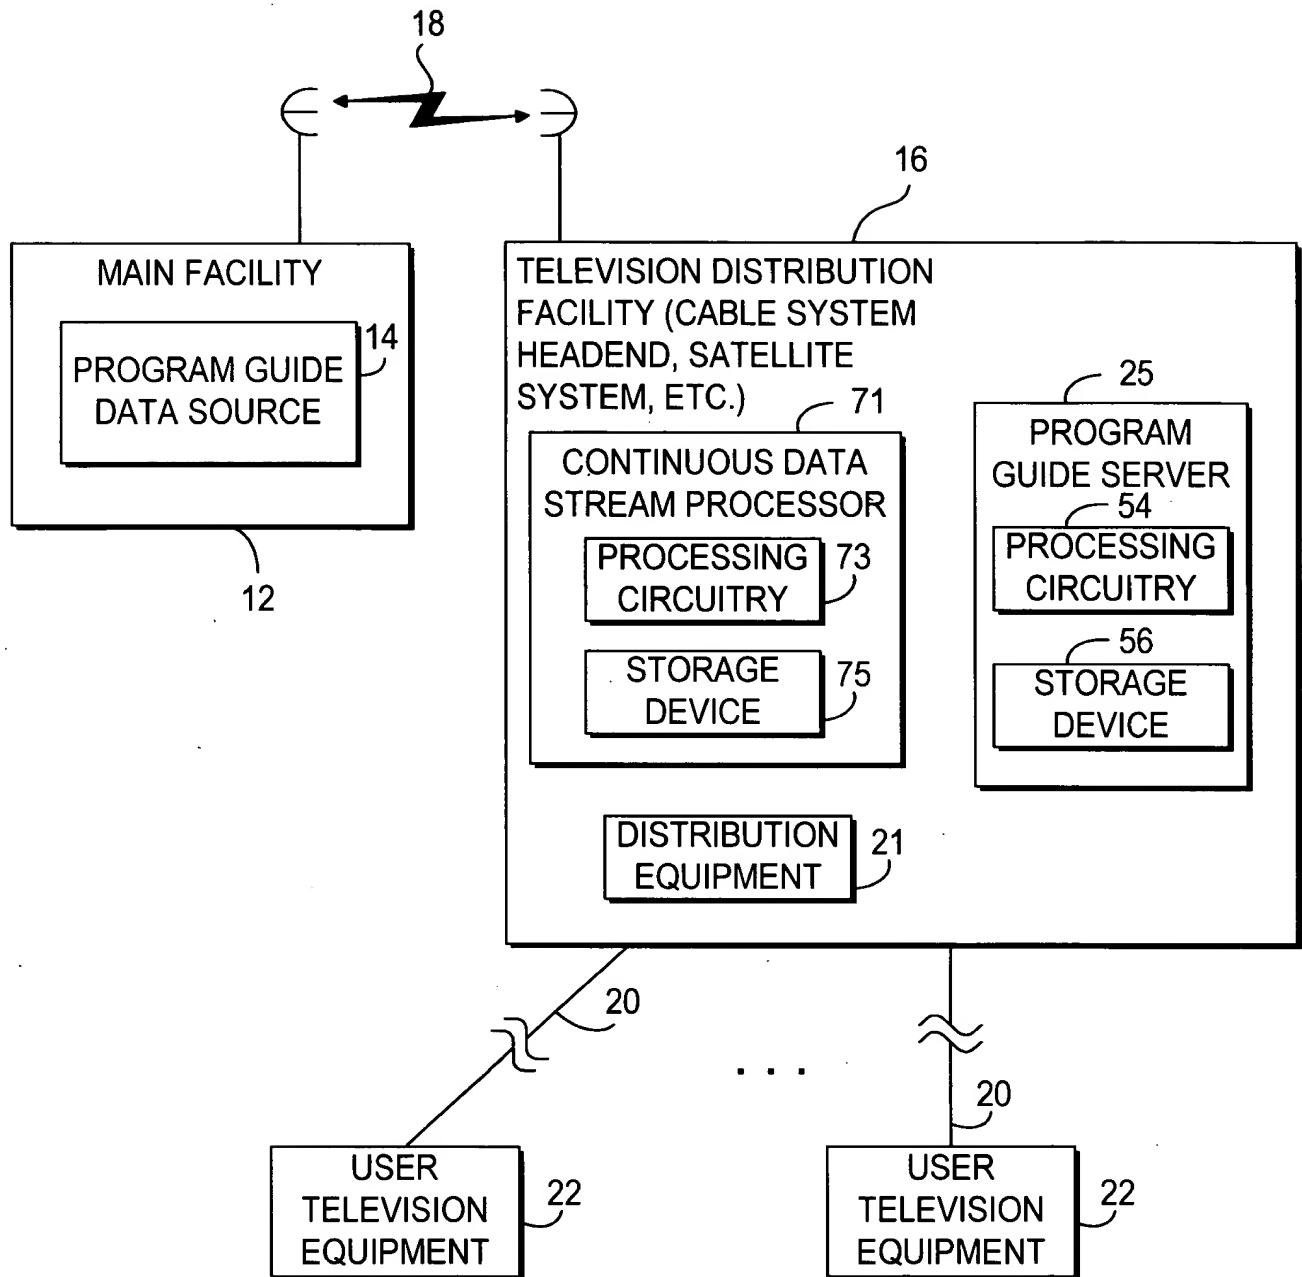 18
16
MAIN FACILITY
14
PROGRAM GUIDE
DATA SOURCE
12
TELEVISION DISTRIBUTION
FACILITY (CABLE SYSTEM
HEADEND, SATELLITE
SYSTEM, ETC.)
71
CONTINUOUS DATA
STREAM PROCESSOR
PROCESSING
CIRCUITRY
73
STORAGE
DEVICE
75
25
PROGRAM
GUIDE SERVER
54
PROCESSING
CIRCUITRY
56
STORAGE
DEVICE
DISTRIBUTION
EQUIPMENT
21
20
. . .
20
USER
TELEVISION
EQUIPMENT
22
USER
TELEVISION
EQUIPMENT
22